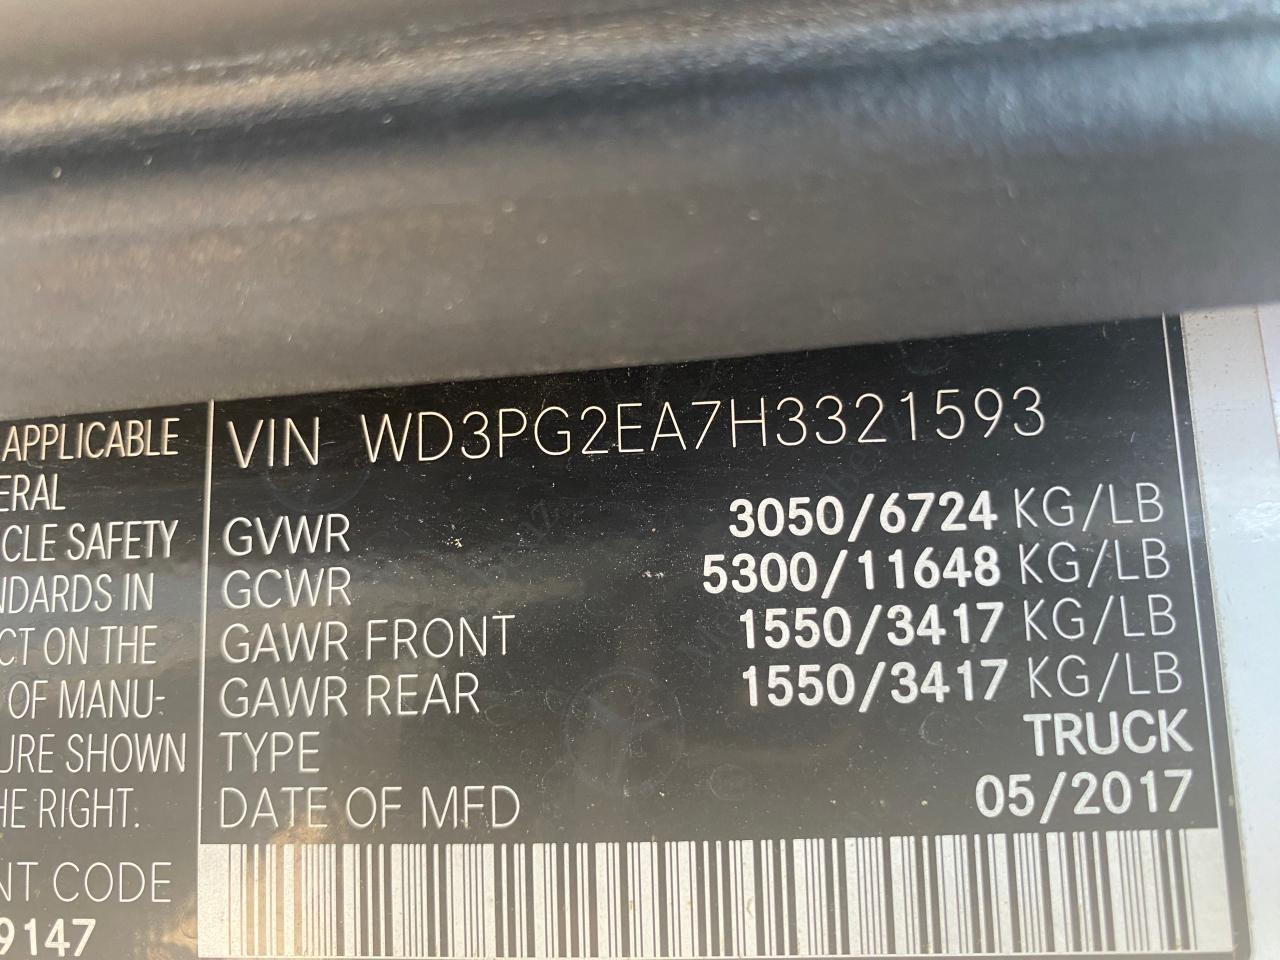 APPLICABLE
ERAL
CLE SAFETY
NDARDS IN
CT ON THE
OF MANU-
URE SHOWN
HE RIGHT.
NT CODE
9147
VIN WD3PG2EA7H3321593
GVWR 3050/6724 KG/LB
GCWR 5300/11648 KG/LB
GAWR FRONT 1550/3417 KG/LB
GAWR REAR 1550/3417 KG/LB
TYPE TRUCK
DATE OF MFD 05/2017